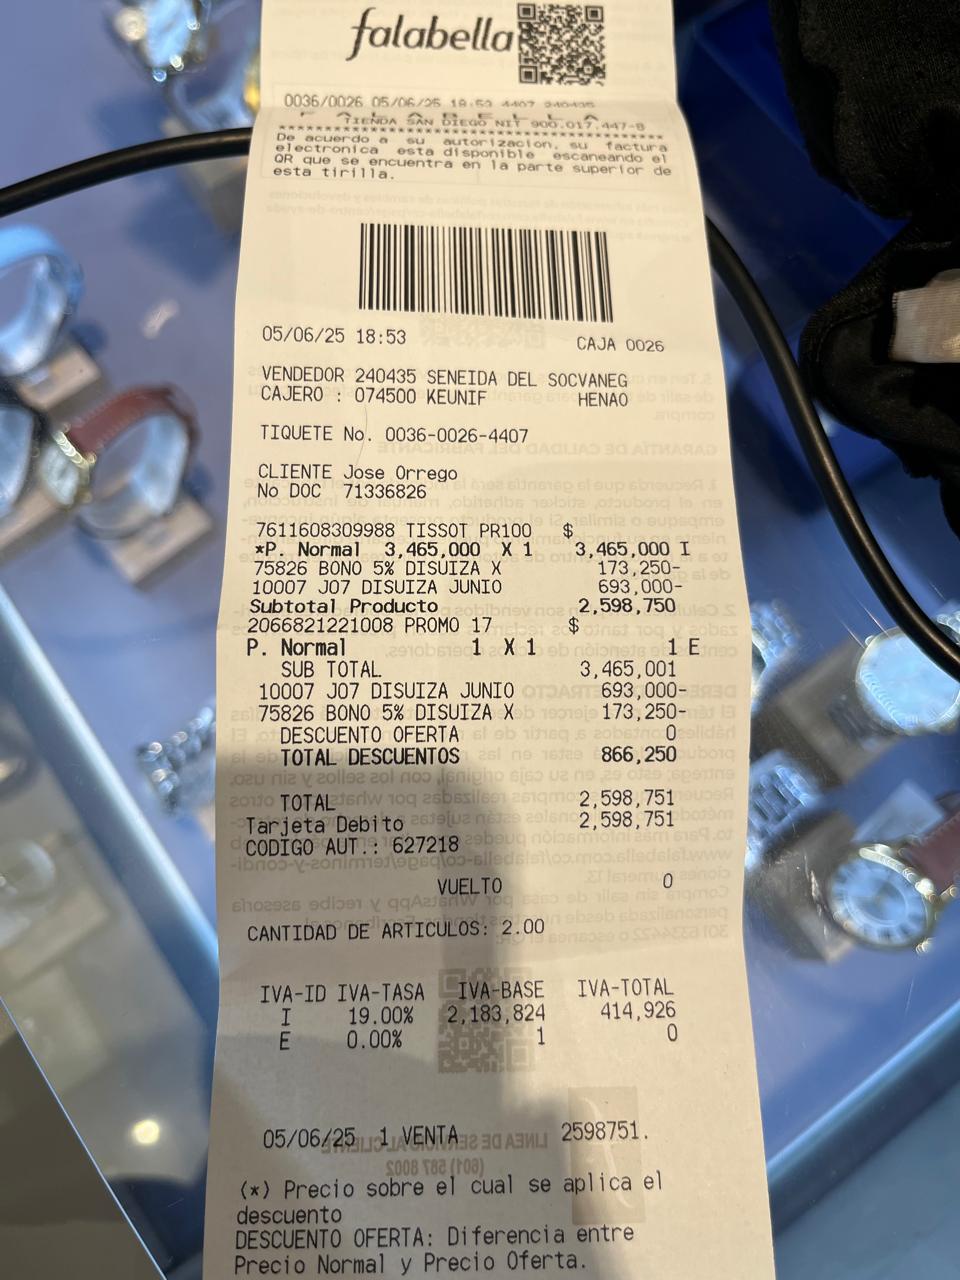 falabella
0036/0026 05/06/25 18:53 4407 240435
F A L A B E L L A
TIENDA SAN DIEGO NIT 900.017.447-8
****************************************
De acuerdo a su autorizacion, su factura
electronica esta disponible escaneando el
QR que se encuentra en la parte superior de
esta tirilla.
05/06/25 18:53 CAJA 0026
VENDEDOR 240435 SENEIDA DEL SOCVANEG
CAJERO : 074500 KEUNIF HENAO
TIQUETE No. 0036-0026-4407
CLIENTE Jose Orrego
No DOC 71336826
7611608309988 TISSOT PR100 $
*P. Normal 3,465,000 X 1 3,465,000 I
75826 BONO 5% DISUIZA X 173,250-
10007 J07 DISUIZA JUNIO 693,000-
Subtotal Producto 2,598,750
2066821221008 PROMO 17 $
P. Normal 1 X 1 1 E
SUB TOTAL 3,465,001
10007 J07 DISUIZA JUNIO 693,000-
75826 BONO 5% DISUIZA X 173,250-
DESCUENTO OFERTA 0
TOTAL DESCUENTOS 866,250
TOTAL 2,598,751
Tarjeta Debito 2,598,751
CODIGO AUT.: 627218
VUELTO 0
CANTIDAD DE ARTICULOS: 2.00
IVA-ID IVA-TASA IVA-BASE IVA-TOTAL
I 19.00% 2,183,824 414,926
E 0.00% 1 0
05/06/25 1 VENTA 2598751.
(*) Precio sobre el cual se aplica el
descuento
DESCUENTO OFERTA: Diferencia entre
Precio Normal y Precio Oferta.